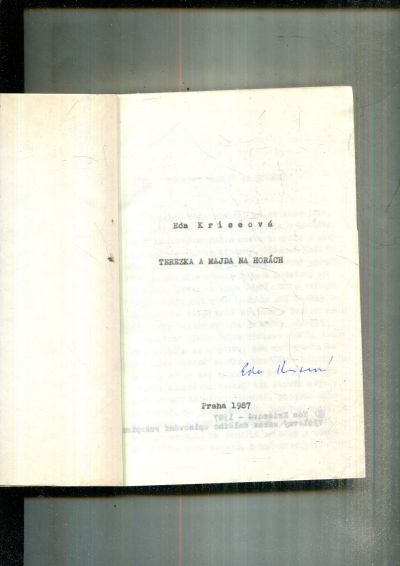 Eda Kriseová
TEREZKA A MAJDA NA HORÁCH
Eda Kriseová
Praha 1987